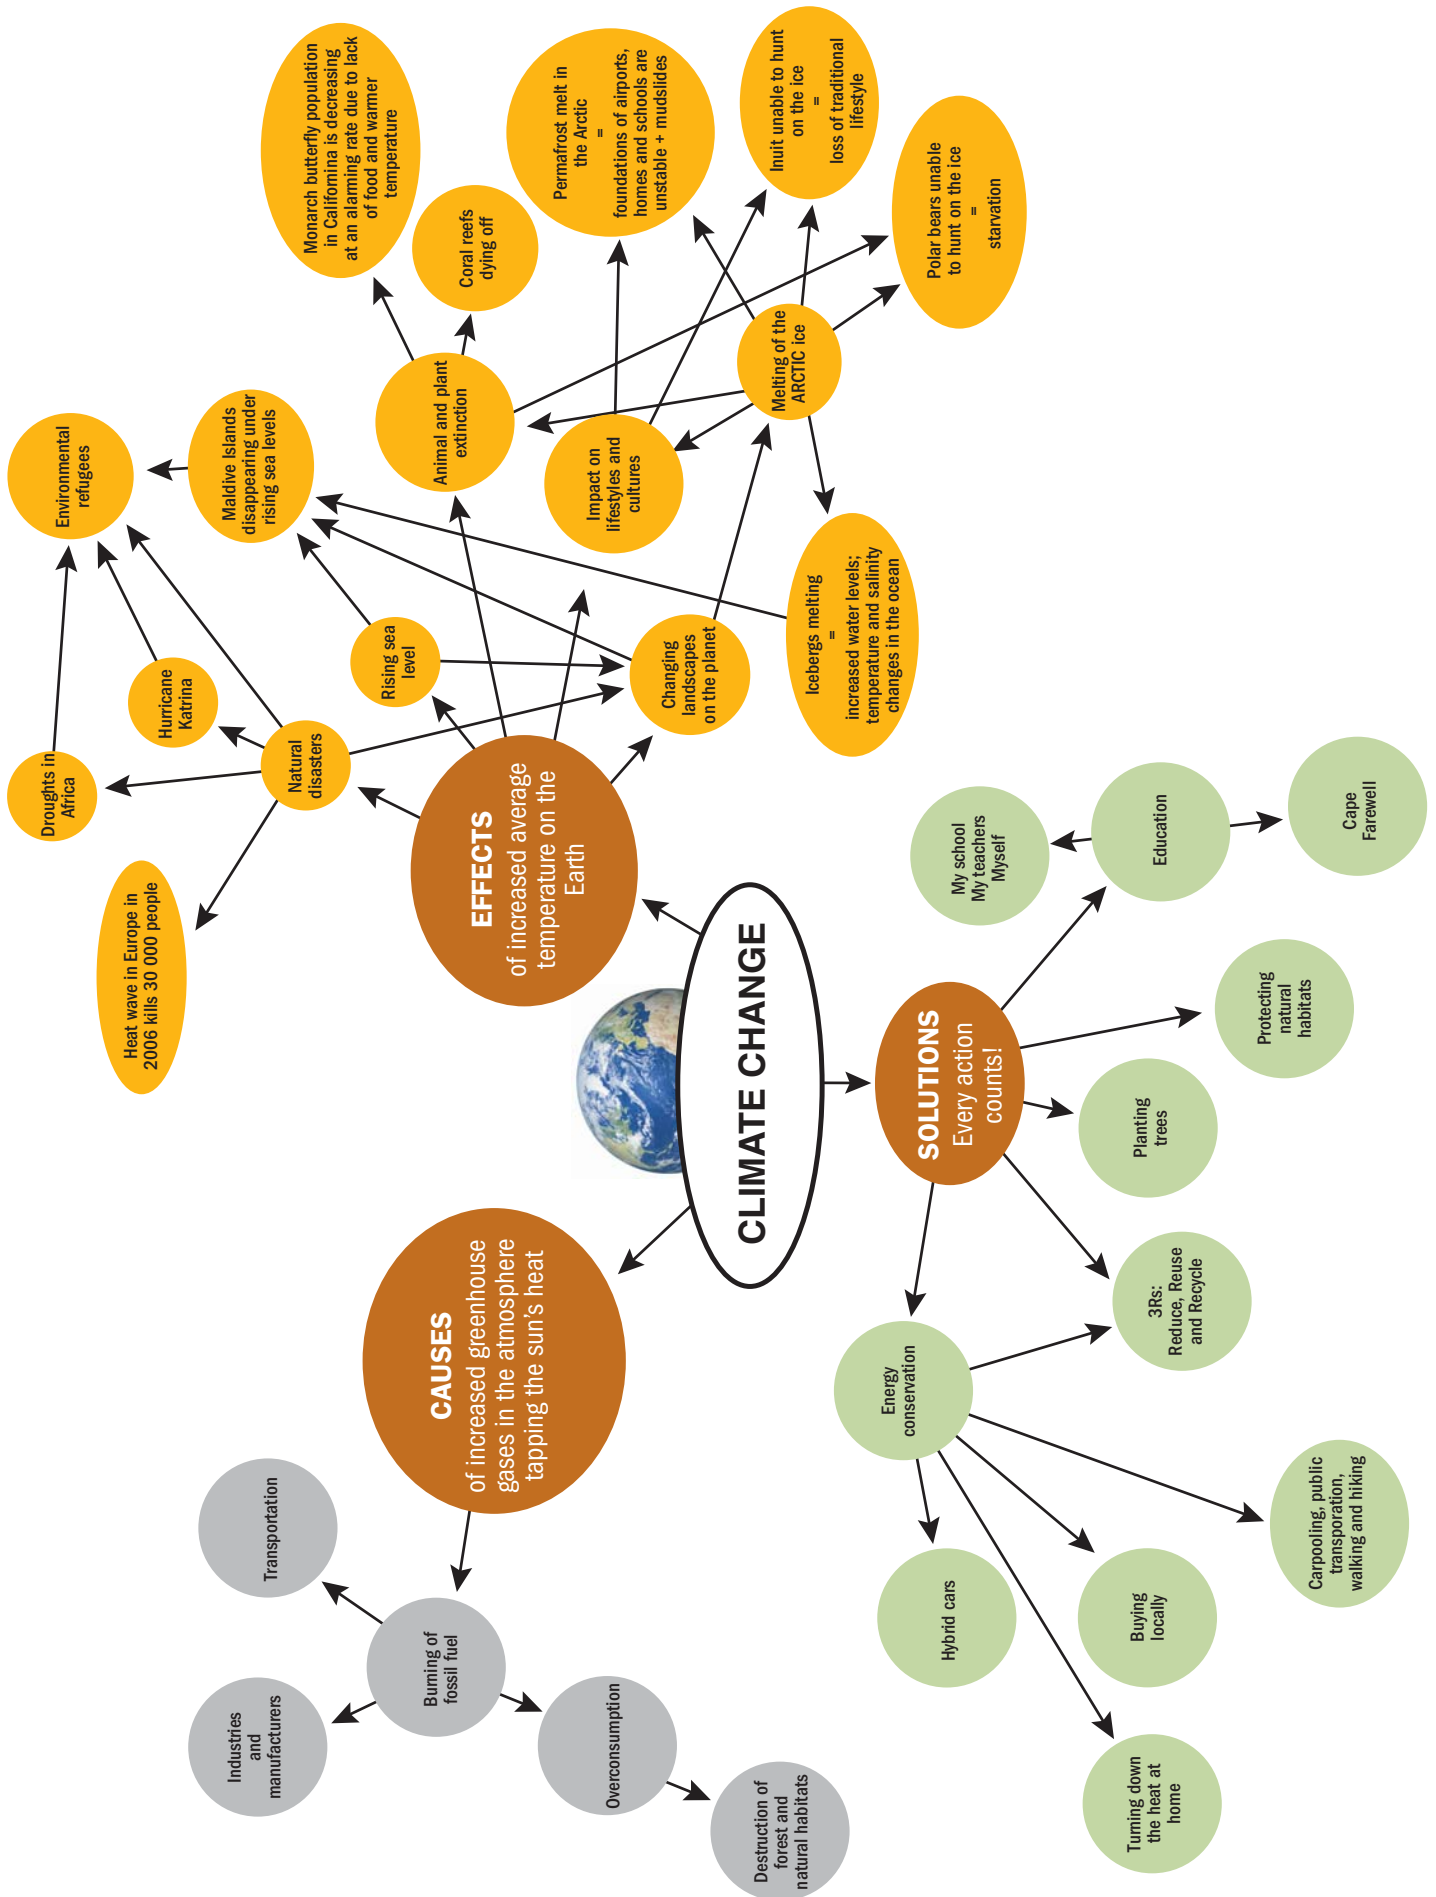 CLIMATE CHANGE
CAUSES
of increased greenhouse
gases in the atmosphere
tapping the sun's heat
Burning of
fossil fuel
Transportation
Industries
and
manufacturers
Overconsumption
Destruction of
forest and
natural habitats
EFFECTS
of increased average
temperature on the
Earth
Natural
disasters
Heat wave in Europe in
2006 kills 30 000 people
Droughts in
Africa
Hurricane
Katrina
Environmental
refugees
Rising sea
level
Maldive Islands
disappearing under
rising sea levels
Changing
landscapes
on the planet
Animal and plant
extinction
Monarch butterfly population
in California is decreasing
at an alarming rate due to lack
of food and warmer
temperature
Coral reefs
dying off
Impact on
lifestyles and
cultures
Permafrost melt in
the Arctic
=
foundations of airports,
homes and schools are
unstable + mudslides
Melting of the
ARCTIC ice
Inuit unable to hunt
on the ice
=
loss of traditional
lifestyle
Polar bears unable
to hunt on the ice
=
starvation
Icebergs melting
=
increased water levels;
temperature and salinity
changes in the ocean
SOLUTIONS
Every action
counts!
Energy
conservation
Hybrid cars
Turning down
the heat at
home
Buying
locally
Carpooling, public
transporation,
walking and hiking
3Rs:
Reduce, Reuse
and Recycle
Planting
trees
Protecting
natural
habitats
Education
My school
My teachers
Myself
Cape
Farewell